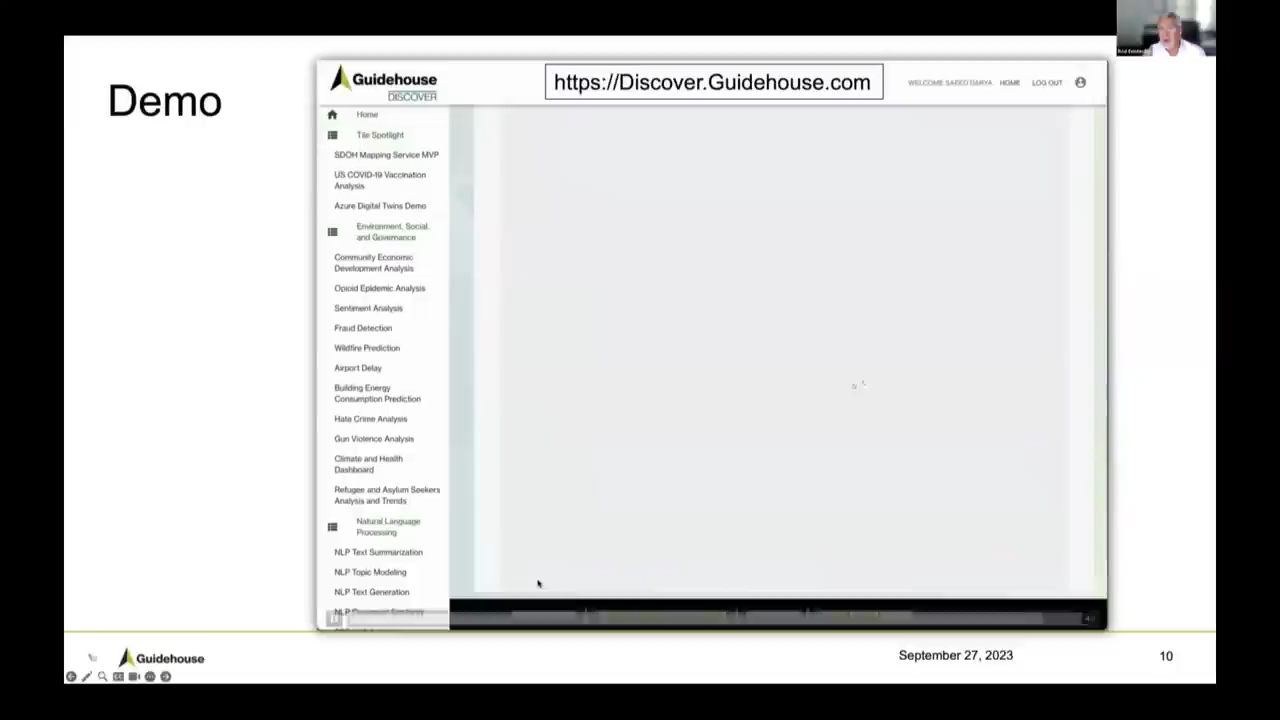 Demo
Guidehouse
DISCOVER
https://Discover.Guidehouse.com
WELCOME SAEED DARYA
HOME
LOG OUT
Home
Tile Spotlight
SDOH Mapping Service MVP
US COVID-19 Vaccination
Analysis
Azure Digital Twins Demo
Environment, Social,
and Governance
Community Economic
Development Analysis
Opioid Epidemic Analysis
Sentiment Analysis
Fraud Detection
Wildfire Prediction
Airport Delay
Building Energy
Consumption Prediction
Hate Crime Analysis
Gun Violence Analysis
Climate and Health
Dashboard
Refugee and Asylum Seekers
Analysis and Trends
Natural Language
Processing
NLP Text Summarization
NLP Topic Modeling
NLP Text Generation
NLP Document Similarity
Guidehouse
September 27, 2023
10